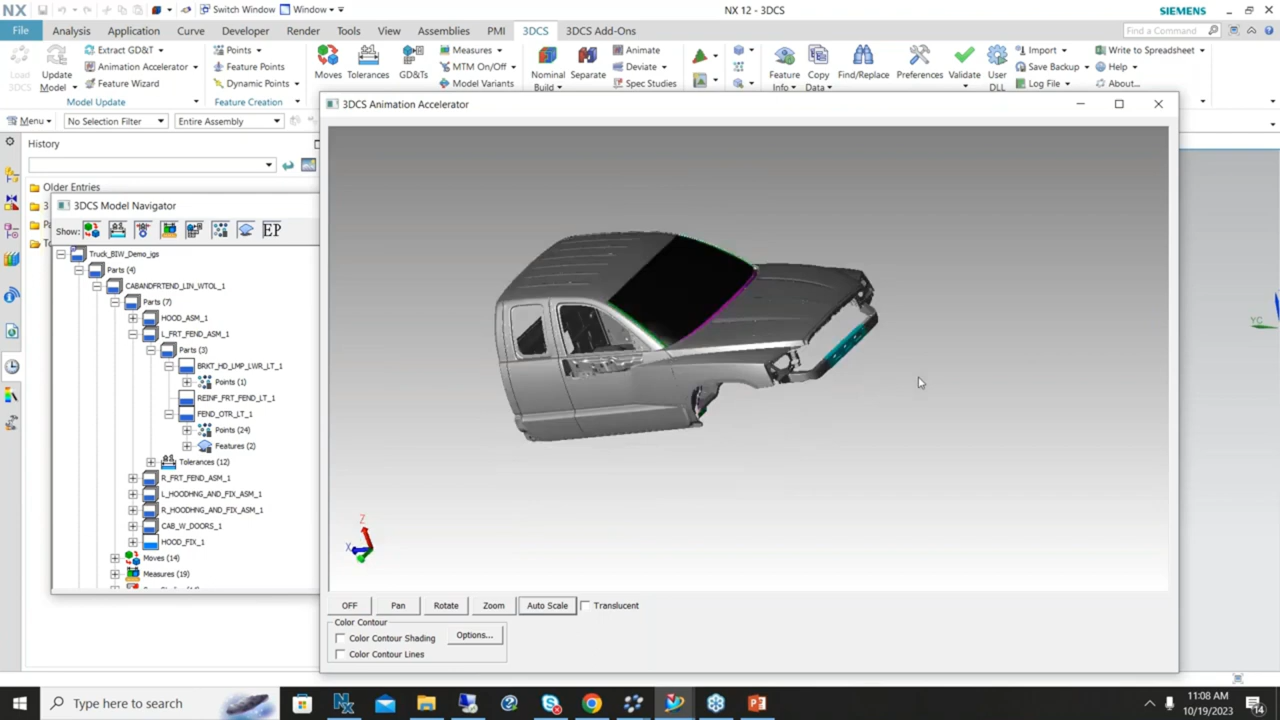 NX Switch Window Window NX 12 - 3DCS SIEMENS
File Analysis Application Curve Developer Render Tools View Assemblies PMI 3DCS 3DCS Add-Ons Find a Command
Load 3DCS
Update Model
Extract GD&T
Animation Accelerator
Feature Wizard
Model Update
Points
Feature Points
Dynamic Points
Feature Creation
Moves
Tolerances
GD&Ts
Measures
MTM On/Off
Model Variants
Nominal Build
Separate
Animate
Deviate
Spec Studies
Feature Info
Copy Data
Find/Replace
Preferences
Validate
User DLL
Import
Save Backup
Log File
Write to Spreadsheet
Help
About...
Menu No Selection Filter Entire Assembly
History
Older Entries
3DCS Model Navigator
Show: EP
Truck_BIW_Demo_jgs
Parts (4)
CABANDFRTEND_LIN_WTOL_1
Parts (7)
HOOD_ASM_1
L_FRT_FEND_ASM_1
Parts (3)
BRKT_HD_LMP_LWR_LT_1
Points (1)
REINF_FRT_FEND_LT_1
FEND_OTR_LT_1
Points (24)
Features (2)
Tolerances (12)
R_FRT_FEND_ASM_1
L_HOODHNG_AND_FIX_ASM_1
R_HOODHNG_AND_FIX_ASM_1
CAB_W_DOORS_1
HOOD_FIX_1
Moves (14)
Measures (19)
3DCS Animation Accelerator
Z
X
YC
OFF Pan Rotate Zoom Auto Scale Translucent
Color Contour
Color Contour Shading Options...
Color Contour Lines
Type here to search
11:08 AM
10/19/2023
14